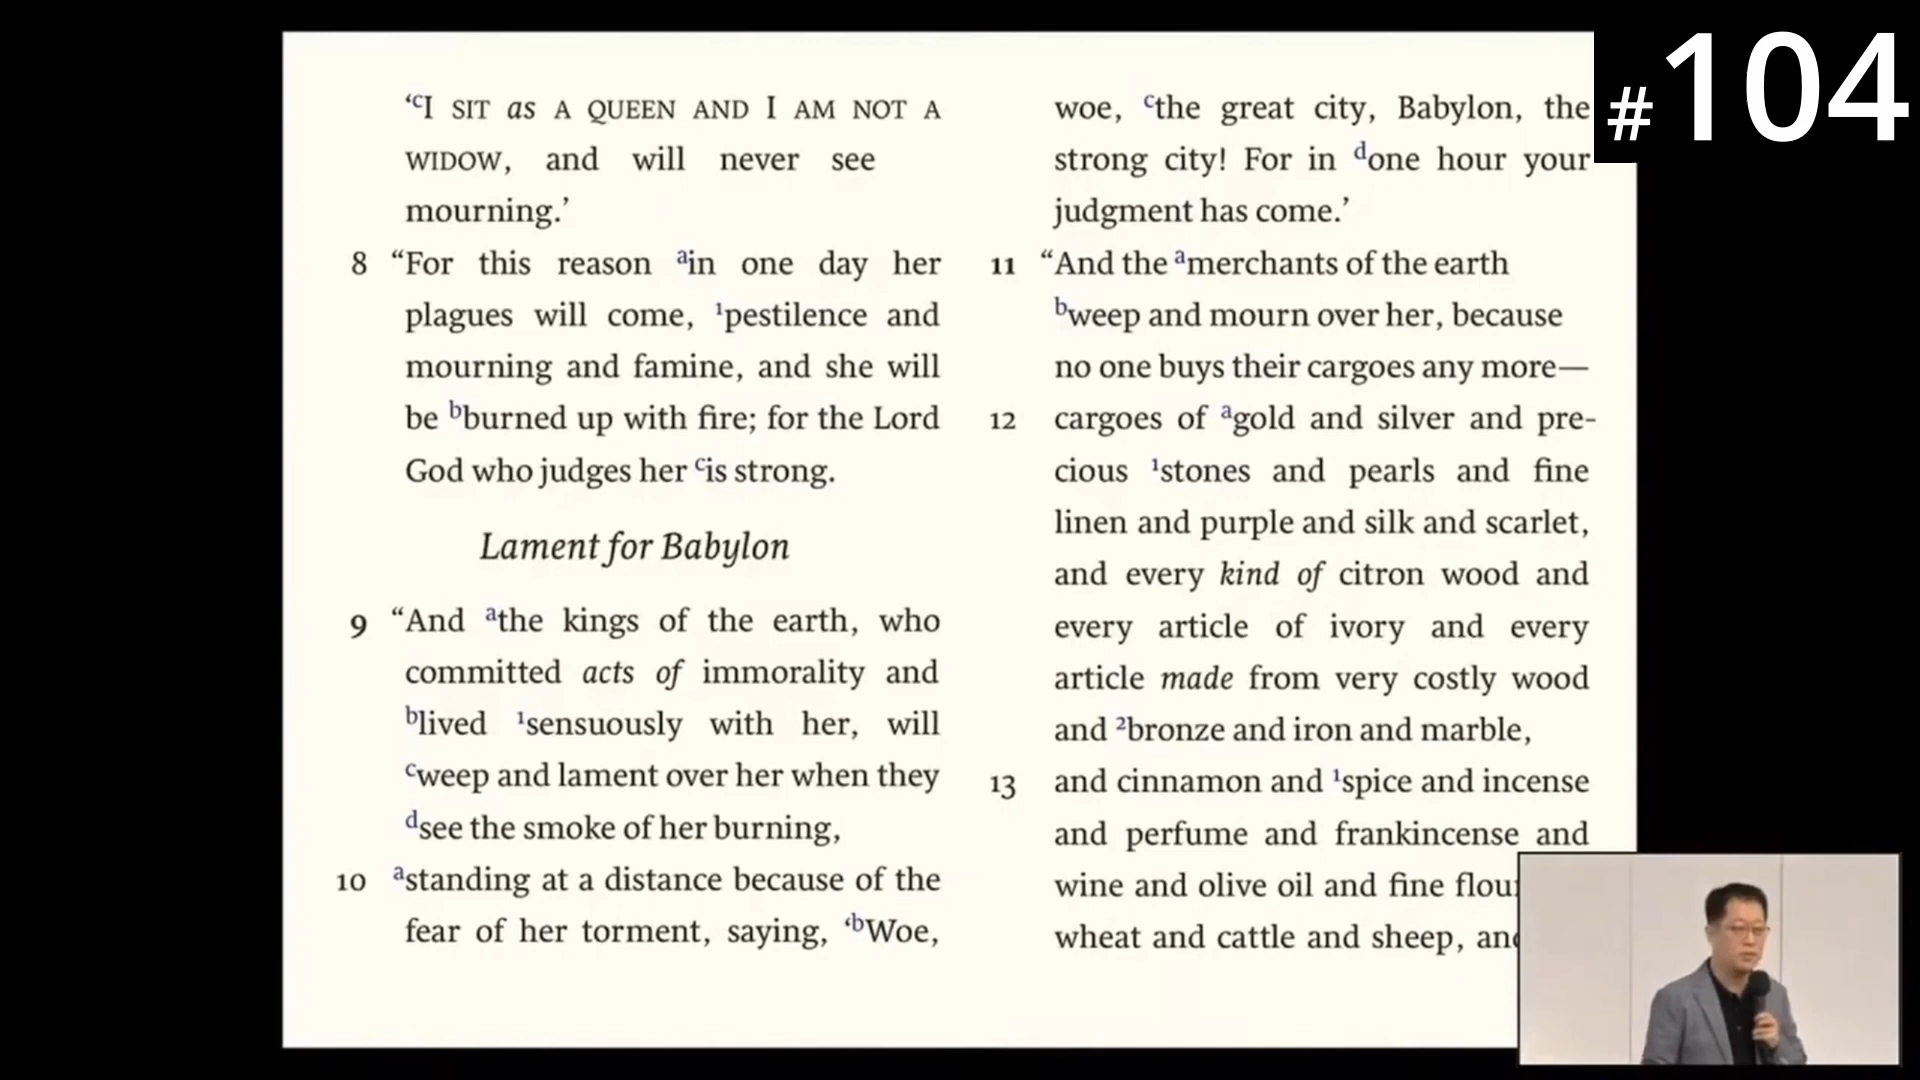 #104
‘cI SIT as A QUEEN AND I AM NOT A
WIDOW, and will never see
mourning.’
8 “For this reason ain one day her
plagues will come, 1pestilence and
mourning and famine, and she will
be bburned up with fire; for the Lord
God who judges her cis strong.
Lament for Babylon
9 “And athe kings of the earth, who
committed acts of immorality and
blived 1sensuously with her, will
cweep and lament over her when they
dsee the smoke of her burning,
10 astanding at a distance because of the
fear of her torment, saying, ‘bWoe,
woe, cthe great city, Babylon, the
strong city! For in done hour your
judgment has come.’
11 “And the amerchants of the earth
bweep and mourn over her, because
no one buys their cargoes any more—
12 cargoes of agold and silver and pre-
cious 1stones and pearls and fine
linen and purple and silk and scarlet,
and every kind of citron wood and
every article of ivory and every
article made from very costly wood
and 2bronze and iron and marble,
13 and cinnamon and 1spice and incense
and perfume and frankincense and
wine and olive oil and fine
wheat and cattle and sheep,